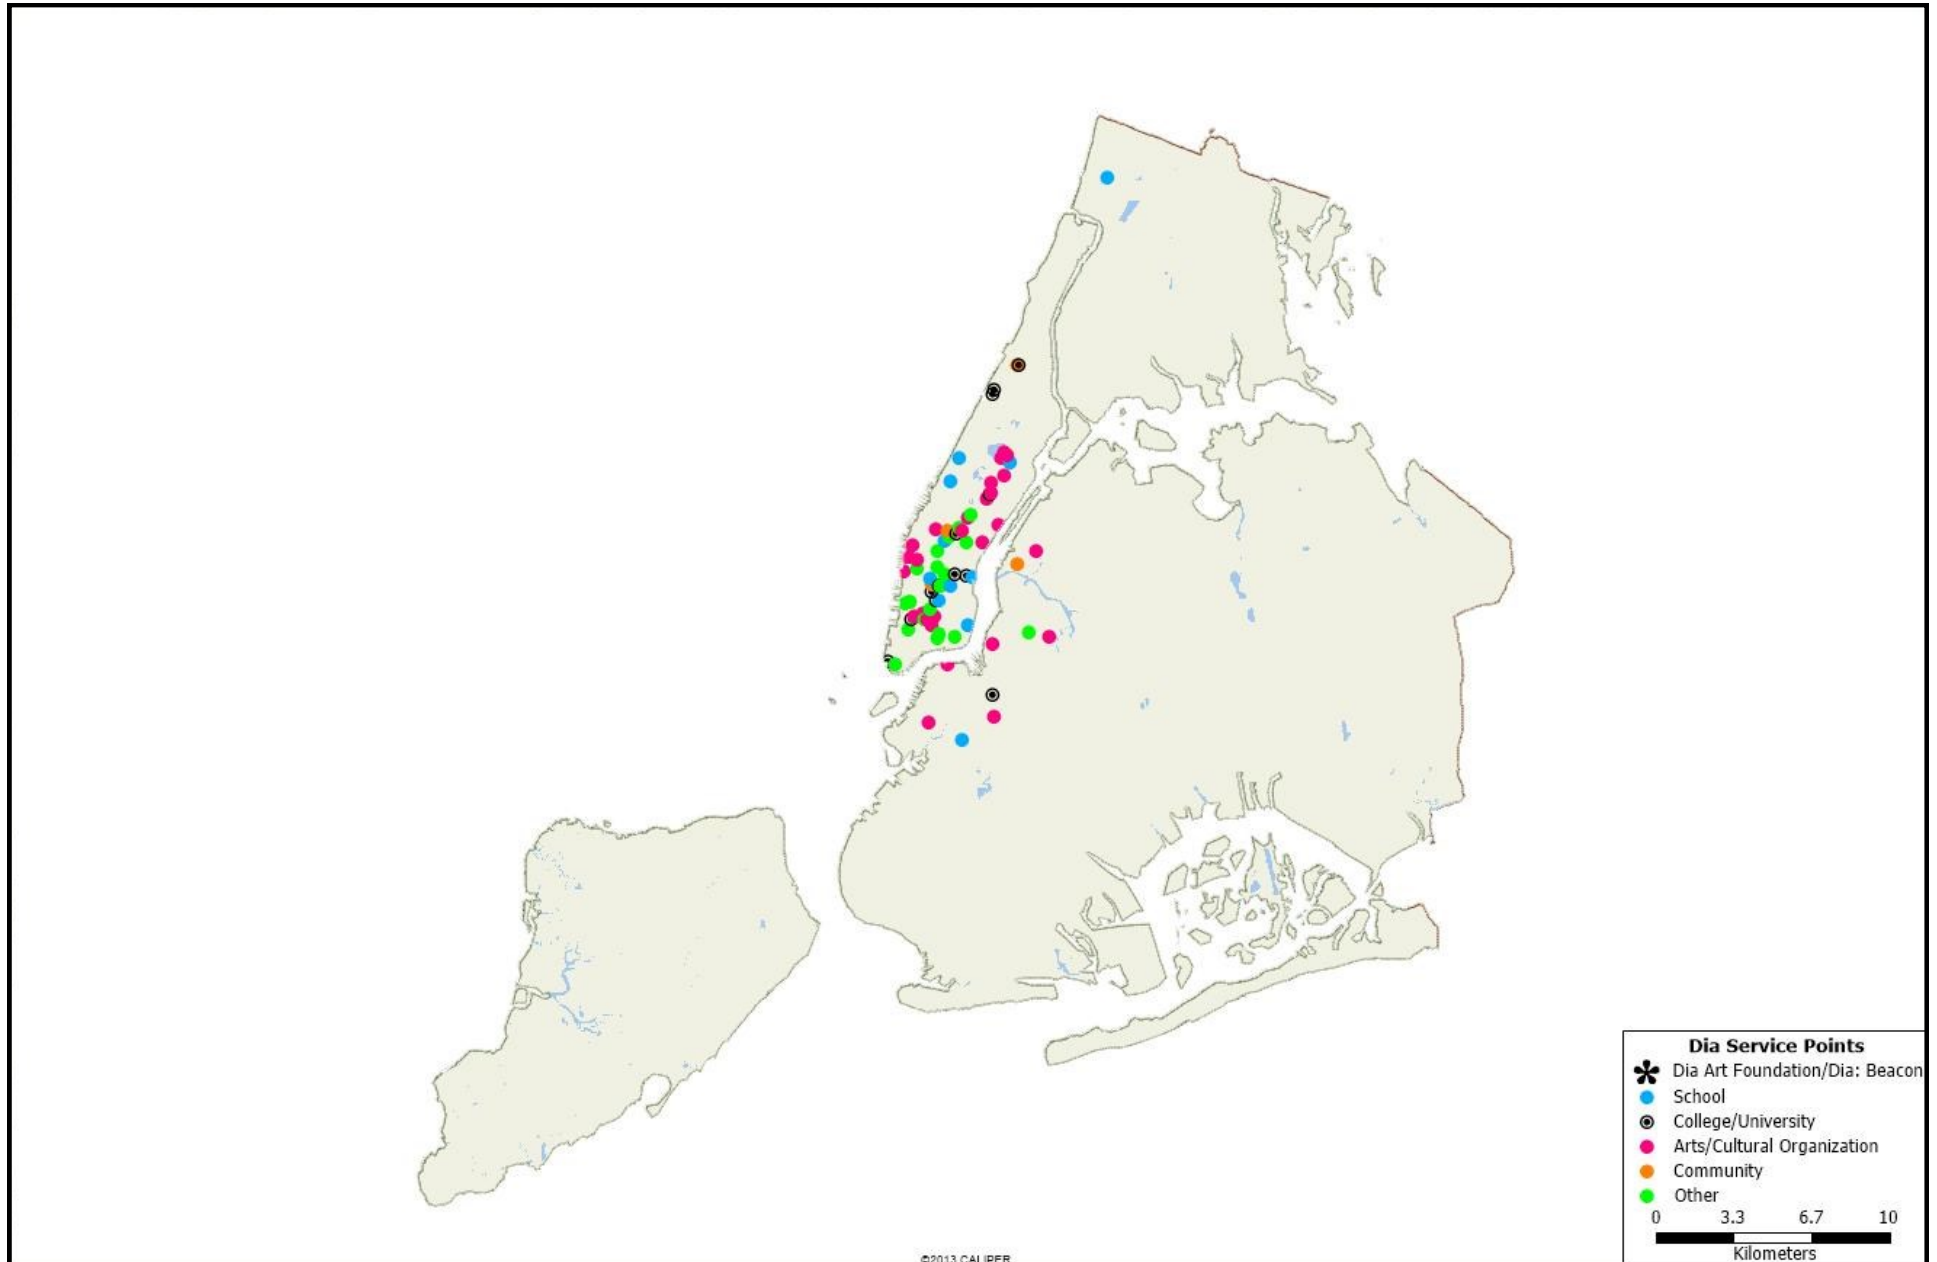 Dia Service Points
Dia Art Foundation/Dia: Beacon
School
College/University
Arts/Cultural Organization
Community
Other
0 3.3 6.7 10
Kilometers
©2013 CALIPER